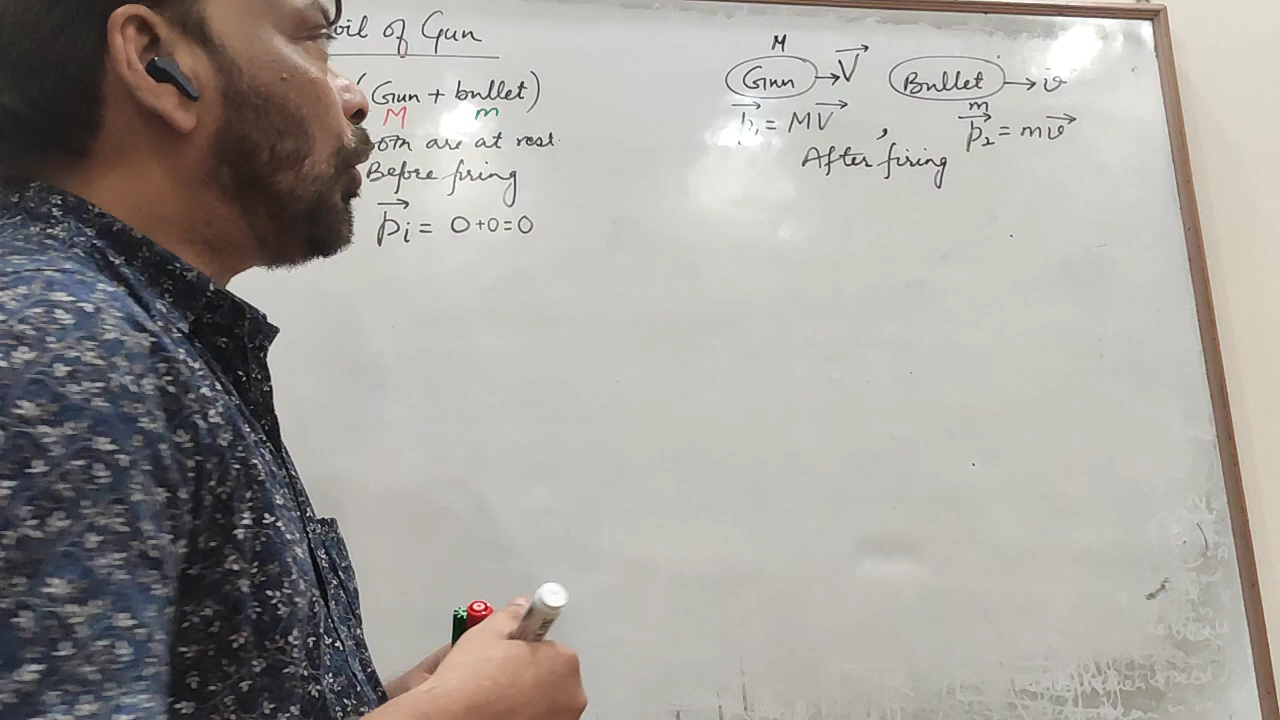 oil of Gun
(Gun + bullet)
M m
oth are at rest.
Before firing
p⃗i = 0+0=0
M
Gun → V⃗
p⃗1 = MV⃗ ,
Bullet → v⃗
m
p⃗2 = mv⃗
After firing